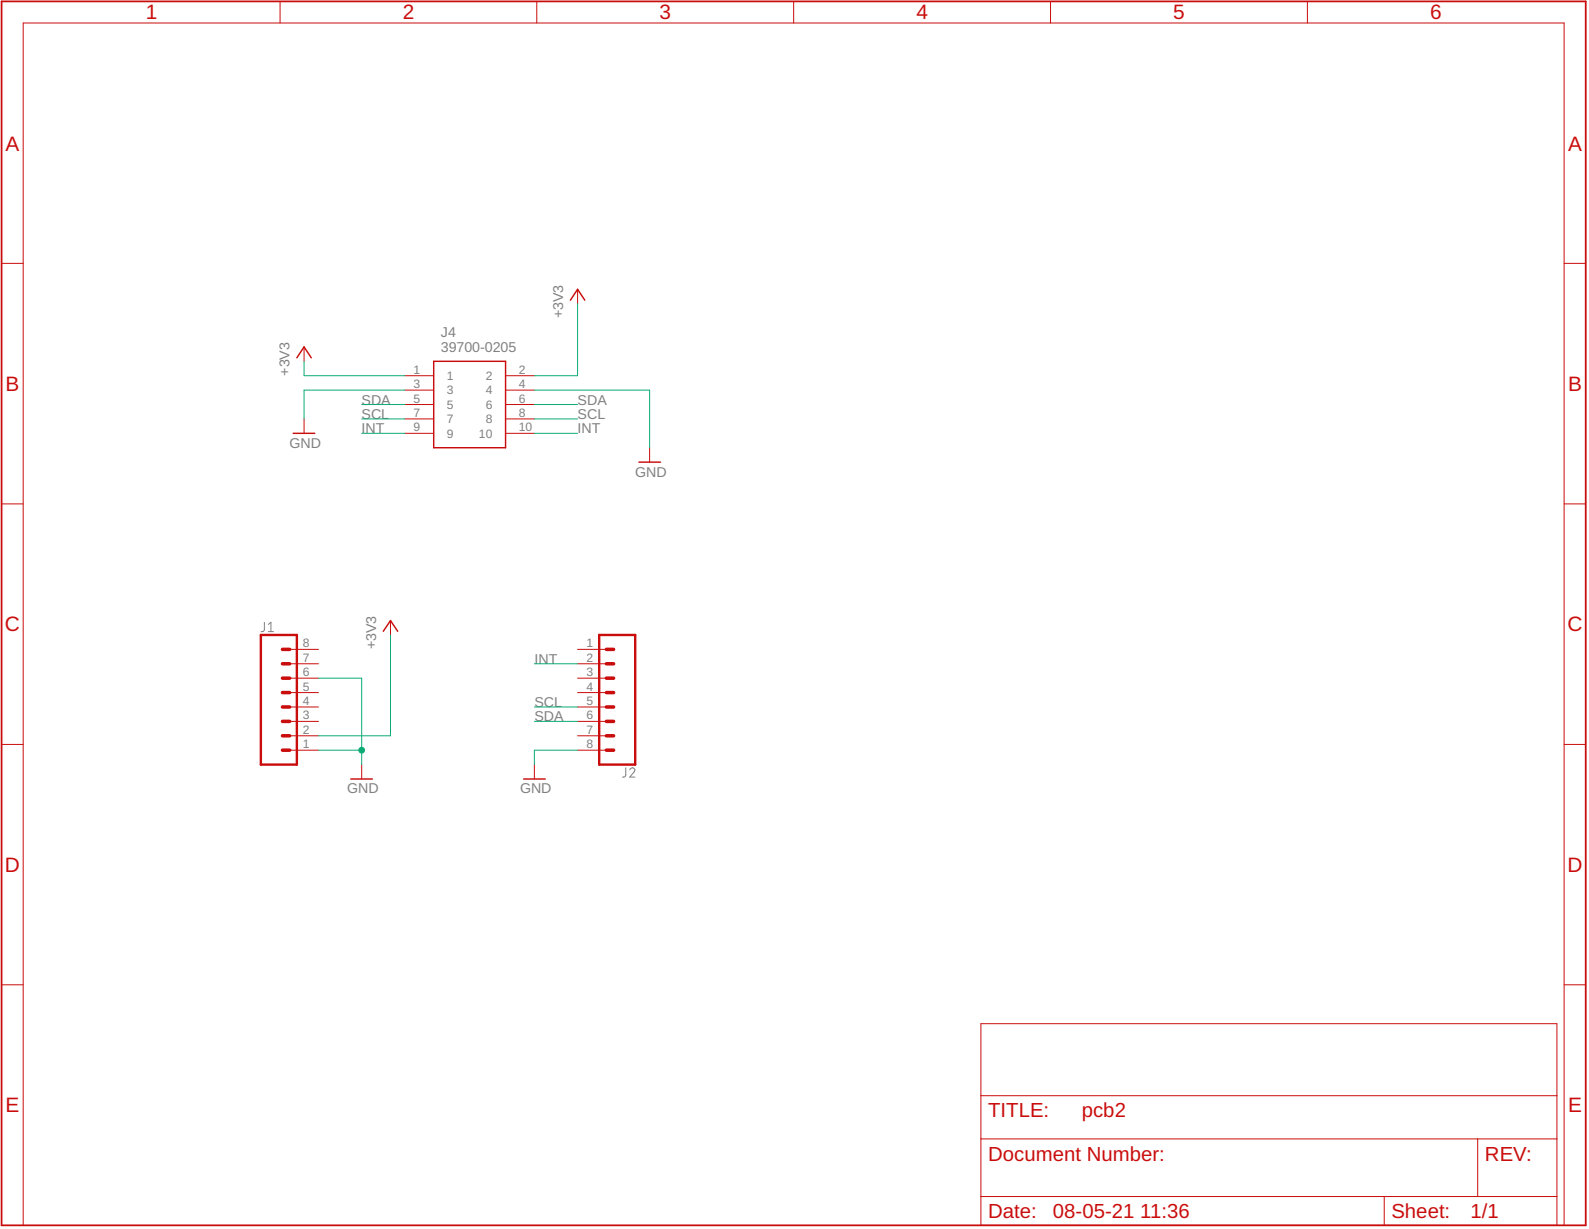 1 2 3 4 5 6
A A
+3V3
J4
39700-0205
+3V3
B B
1 1 2 2
3 3 4 4
SDA 5 5 6 6 SDA
SCL 7 7 8 8 SCL
INT 9 9 10 10 INT
GND
GND
C C
J1
+3V3
8
7
6
5
4
3
2
1
GND
1
INT 2
3
4
SCL 5
SDA 6
7
8
J2
GND
D D
E E
TITLE: pcb2
Document Number: REV:
Date: 08-05-21 11:36 Sheet: 1/1